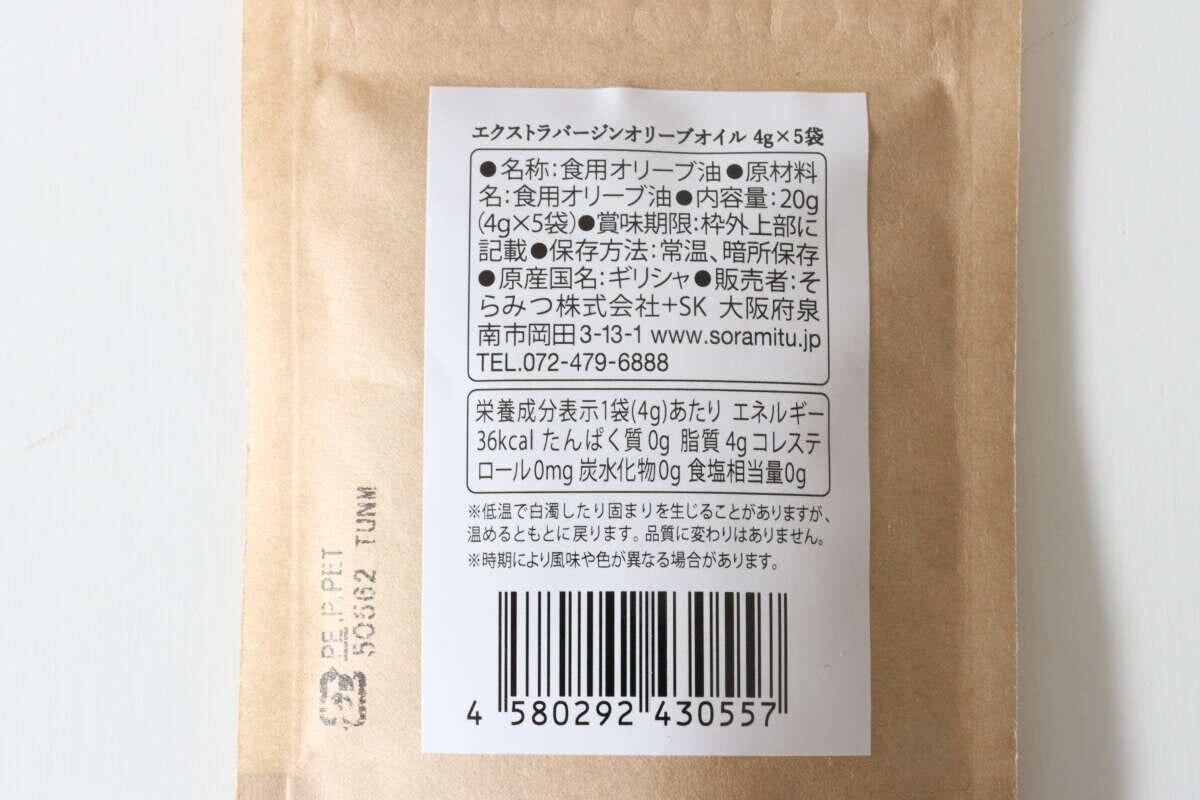 エクストラバージンオリーブオイル 4g×5袋
●名称:食用オリーブ油●原材料
名:食用オリーブ油●内容量:20g
(4g×5袋)●賞味期限:枠外上部に
記載●保存方法:常温、暗所保存
●原産国名:ギリシャ●販売者:そ
らみつ株式会社+SK 大阪府泉
南市岡田3-13-1 www.soramitu.jp
TEL.072-479-6888
栄養成分表示1袋(4g)あたり エネルギー
36kcal たんぱく質0g 脂質4gコレステ
ロール0mg 炭水化物0g 食塩相当量0g
※低温で白濁したり固まりを生じることがありますが、
温めるともとに戻ります。品質に変わりはありません。
※時期により風味や色が異なる場合があります。
4 580292 430557
PE,P,PET
50562 TUNM